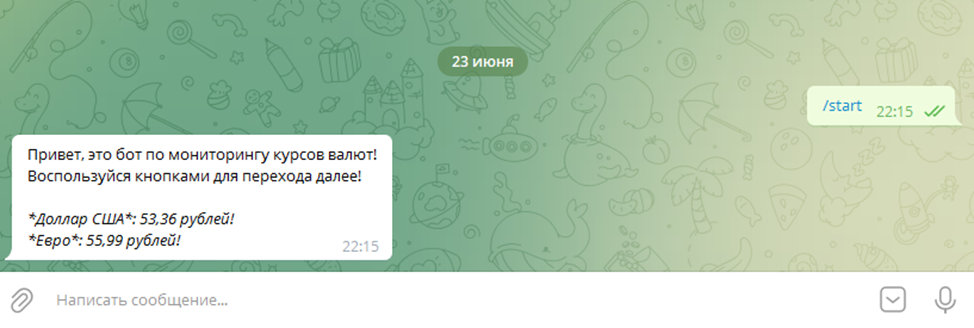 23 июня
/start 22:15
Привет, это бот по мониторингу курсов валют!
Воспользуйся кнопками для перехода далее!
*Доллар США*: 53,36 рублей!
*Евро*: 55,99 рублей!
22:15
Написать сообщение...